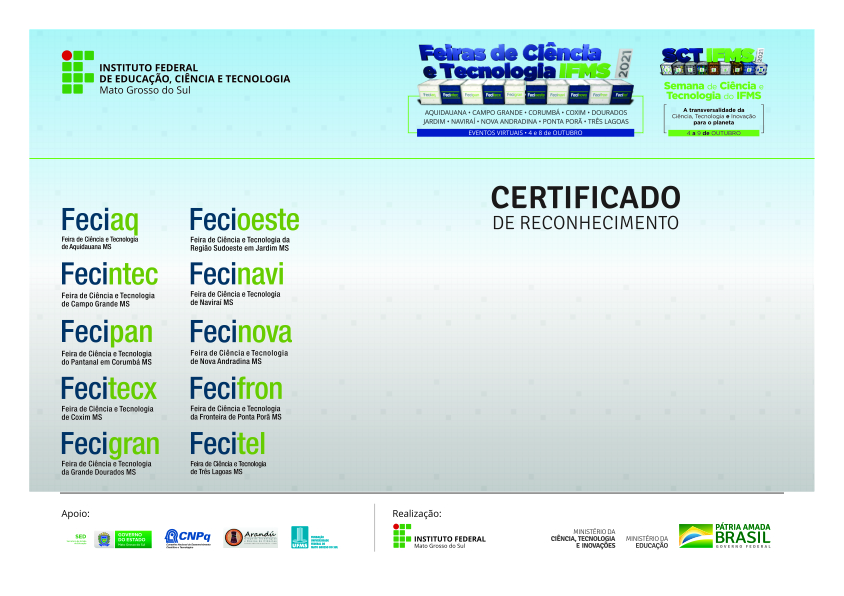 INSTITUTO FEDERAL
DE EDUCAÇÃO, CIÊNCIA E TECNOLOGIA
Mato Grosso do Sul
Feiras de Ciência
e Tecnologia IFMS
2021
AQUIDAUANA • CAMPO GRANDE • CORUMBÁ • COXIM • DOURADOS
JARDIM • NAVIRAÍ • NOVA ANDRADINA • PONTA PORÃ • TRÊS LAGOAS
EVENTOS VIRTUAIS • 4 e 8 de OUTUBRO
SCT IFMS
2021
Semana de Ciência e
Tecnologia do IFMS
A transversalidade da
Ciência, Tecnologia e Inovação
para o planeta
4 a 9 de OUTUBRO
CERTIFICADO
DE RECONHECIMENTO
Feciaq
Feira de Ciência e Tecnologia
de Aquidauana MS
Fecioeste
Feira de Ciência e Tecnologia da
Região Sudoeste em Jardim MS
Fecintec
Feira de Ciência e Tecnologia
de Campo Grande MS
Fecinavi
Feira de Ciência e Tecnologia
de Naviraí MS
Fecipan
Feira de Ciência e Tecnologia
do Pantanal em Corumbá MS
Fecinova
Feira de Ciência e Tecnologia
de Nova Andradina MS
Fecitecx
Feira de Ciência e Tecnologia
de Coxim MS
Fecifron
Feira de Ciência e Tecnologia
da Fronteira de Ponta Porã MS
Fecigran
Feira de Ciência e Tecnologia
da Grande Dourados MS
Fecitel
Feira de Ciência e Tecnologia
de Três Lagoas MS
Apoio:
SED
GOVERNO
DO ESTADO
Mato Grosso do Sul
CNPq
Arandú
UFMS
Realização:
INSTITUTO FEDERAL
Mato Grosso do Sul
MINISTÉRIO DA
CIÊNCIA, TECNOLOGIA
E INOVAÇÕES
MINISTÉRIO DA
EDUCAÇÃO
PÁTRIA AMADA
BRASIL
GOVERNO FEDERAL